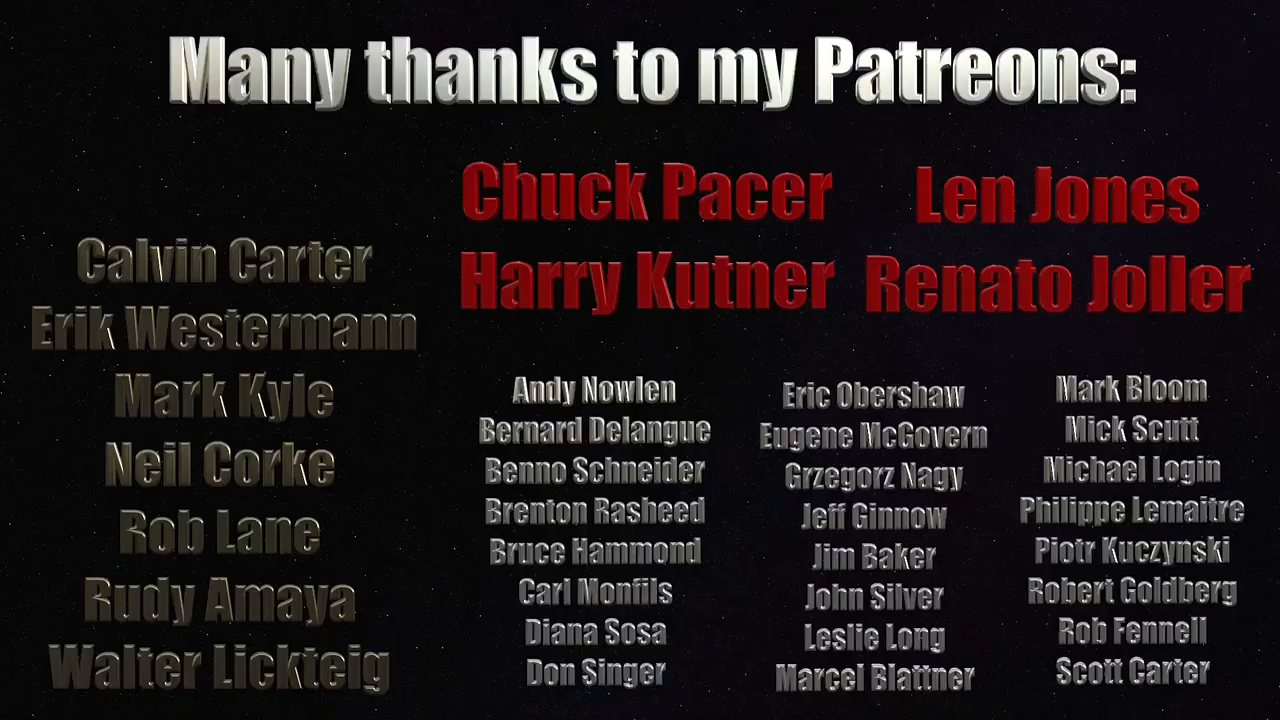 Many thanks to my Patreons:
Chuck Pacer
Len Jones
Harry Kutner
Renato Joller
Calvin Carter
Erik Westermann
Mark Kyle
Neil Corke
Rob Lane
Rudy Amaya
Walter Lickteig
Andy Nowlen
Bernard Delangue
Benno Schneider
Brenton Rasheed
Bruce Hammond
Carl Monfils
Diana Sosa
Don Singer
Eric Obershaw
Eugene McGovern
Grzegorz Nagy
Jeff Ginnow
Jim Baker
John Silver
Leslie Long
Marcel Blattner
Mark Bloom
Mick Scutt
Michael Login
Philippe Lemaitre
Piotr Kuczynski
Robert Goldberg
Rob Fennell
Scott Carter